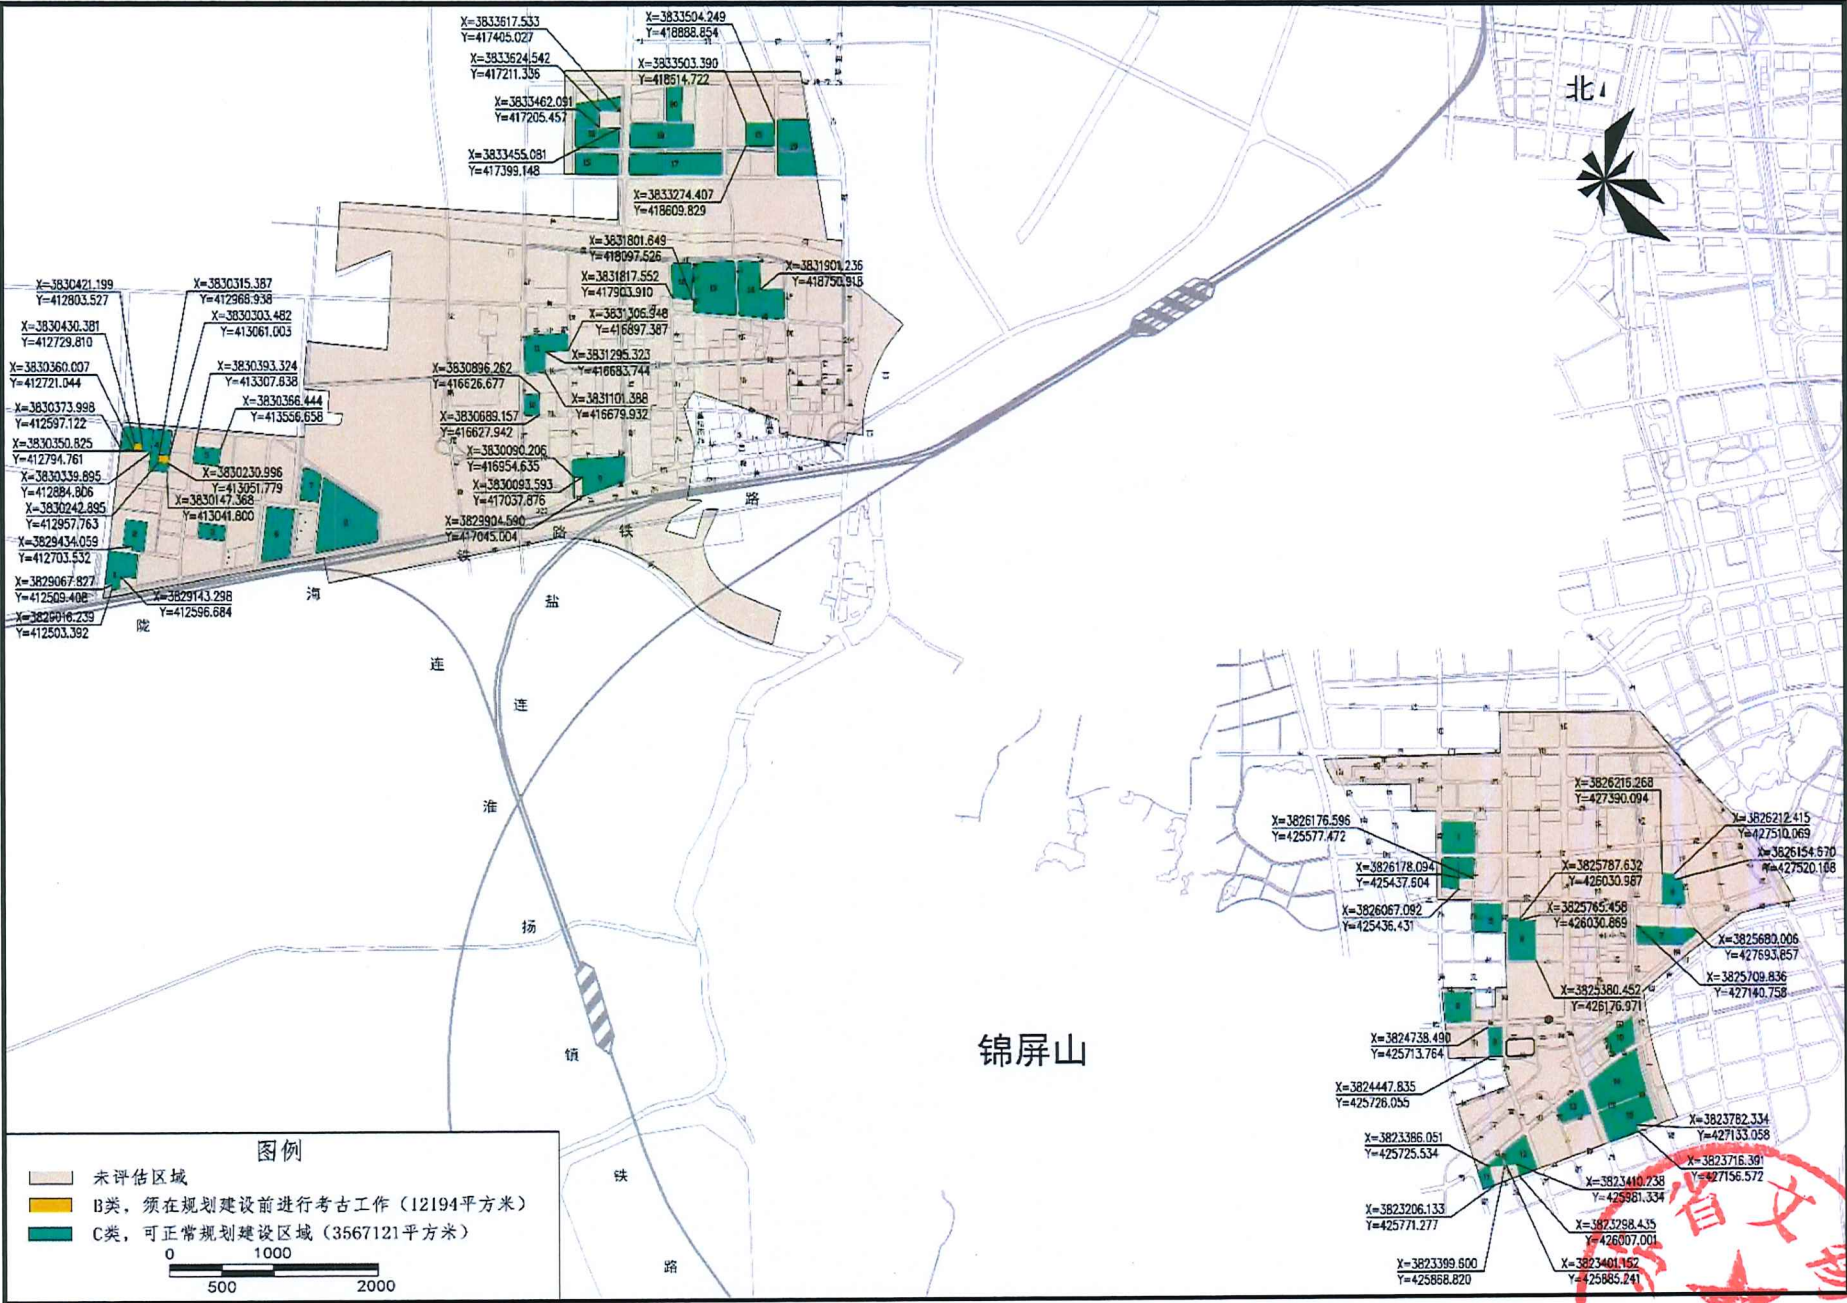 X=3833617.533
Y=417405.027
X=3833504.249
Y=418888.854
X=3833624.542
Y=417211.336
X=3833503.390
Y=418614.722
X=3833462.091
Y=417205.457
X=3833455.081
Y=417399.148
X=3833274.407
Y=418609.829
北
X=3831801.649
Y=418097.526
X=3831817.552
Y=417903.910
X=3831901.236
Y=418750.918
X=3830421.199
Y=412803.527
X=3830315.387
Y=412968.938
X=3830303.482
Y=413061.003
X=3830430.381
Y=412729.810
X=3831306.948
Y=416897.387
X=3831295.323
Y=416683.744
X=3830360.007
Y=412721.044
X=3830393.324
Y=413307.638
X=3830896.262
Y=416626.677
X=3830373.998
Y=412597.122
X=3830366.444
Y=413556.658
X=3831101.388
Y=416679.932
X=3830689.157
Y=416627.942
X=3830350.825
Y=412794.761
X=3830090.206
Y=416954.635
X=3830339.895
Y=412884.806
X=3830230.996
Y=413051.779
X=3830093.593
Y=417037.876
X=3830242.895
Y=412957.763
X=3830147.368
Y=413041.800
X=3829904.590
Y=417045.004
X=3829434.059
Y=412703.532
X=3829067.827
Y=412509.408
X=3829143.298
Y=412596.684
X=3829016.239
Y=412503.392
陇
海
铁
路
连
盐
铁
路
连
淮
扬
镇
铁
路
锦屏山
X=3826215.268
Y=427390.094
X=3826176.596
Y=425577.472
X=3826212.415
Y=427510.069
X=3826178.094
Y=425437.604
X=3825787.632
Y=426030.987
X=3826154.670
Y=427520.108
X=3826067.092
Y=425436.431
X=3825765.458
Y=426030.869
X=3825680.006
Y=427693.857
X=3825709.836
Y=427140.758
X=3825380.452
Y=426176.971
X=3824738.490
Y=425713.764
X=3824447.835
Y=425726.055
X=3823782.334
Y=427133.058
X=3823386.051
Y=425725.534
X=3823716.391
Y=427156.572
X=3823410.238
Y=425981.334
X=3823206.133
Y=425771.277
X=3823298.435
Y=426007.001
X=3823399.600
Y=425868.820
X=3823401.152
Y=425885.241
图例
未评估区域
B类，须在规划建设前进行考古工作（12194平方米）
C类，可正常规划建设区域（3567121平方米）
0 1000
500 2000
省文